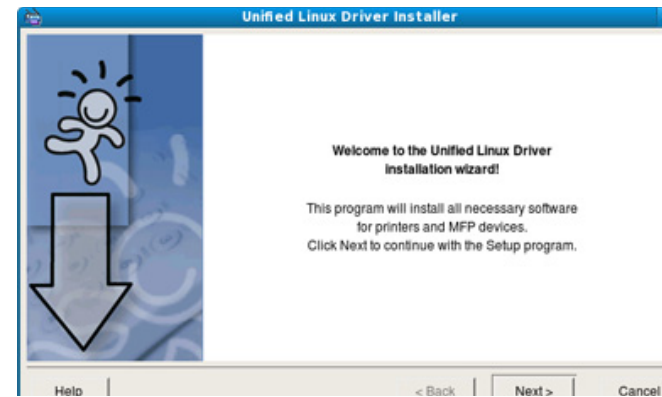 Unified Linux Driver Installer
Welcome to the Unified Linux Driver
installation wizard!
This program will install all necessary software
for printers and MFP devices.
Click Next to continue with the Setup program.
Help
< Back
Next >
Cancel